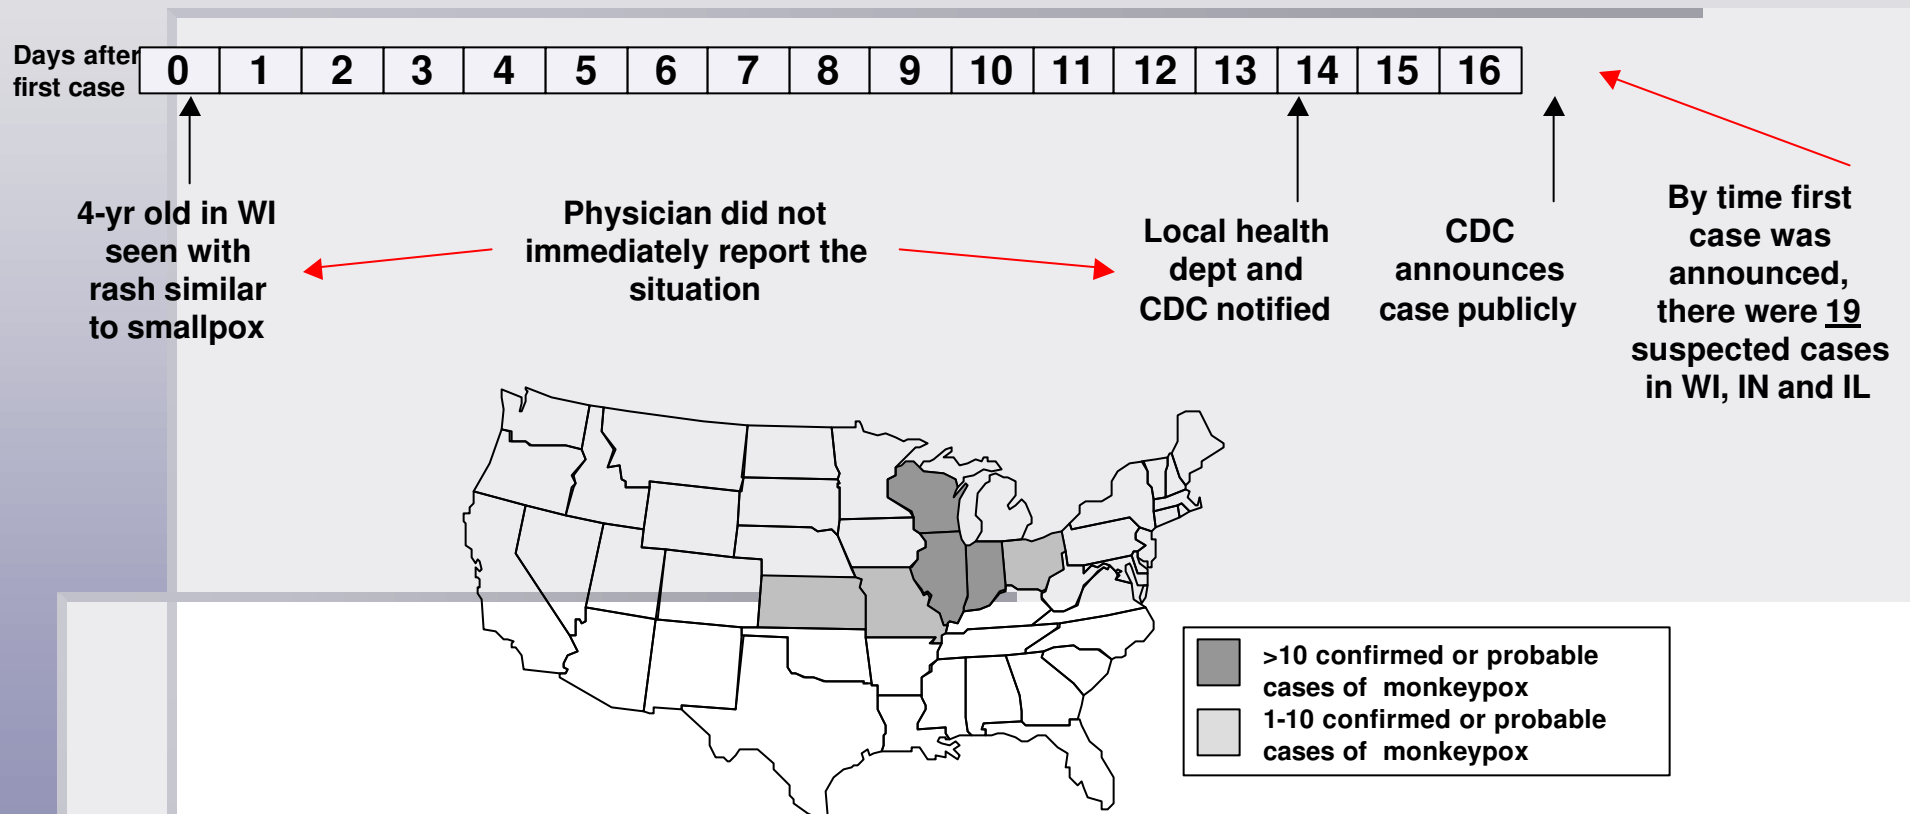 Days after
first case
0 1 2 3 4 5 6 7 8 9 10 11 12 13 14 15 16
4-yr old in WI
seen with
rash similar
to smallpox
Physician did not
immediately report the
situation
Local health
dept and
CDC notified
CDC
announces
case publicly
By time first
case was
announced,
there were 19
suspected cases
in WI, IN and IL
>10 confirmed or probable
cases of monkeypox
1-10 confirmed or probable
cases of monkeypox